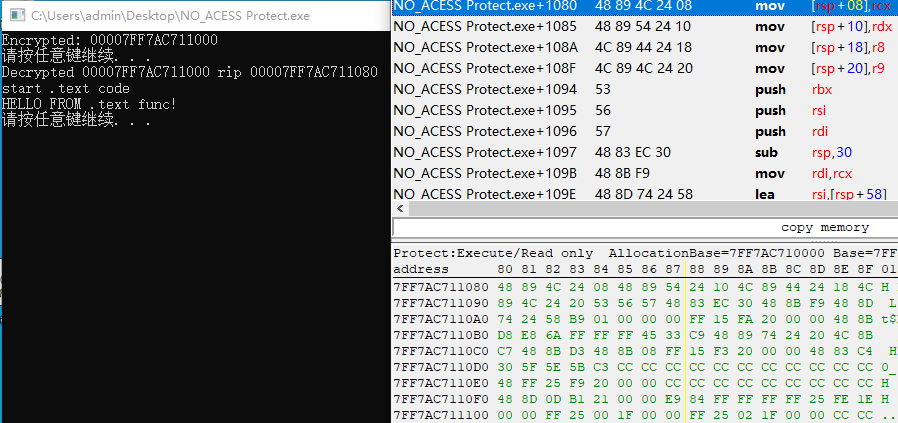 C:\Users\admin\Desktop\NO_ACESS Protect.exe
Encrypted: 00007FF7AC711000
请按任意键继续. . .
Decrypted 00007FF7AC711000 rip 00007FF7AC711080
start .text code
HELLO FROM .text func!
请按任意键继续. . .
NO_ACESS Protect.exe+1080 48 89 4C 24 08 mov [rsp+08],rcx
NO_ACESS Protect.exe+1085 48 89 54 24 10 mov [rsp+10],rdx
NO_ACESS Protect.exe+108A 4C 89 44 24 18 mov [rsp+18],r8
NO_ACESS Protect.exe+108F 4C 89 4C 24 20 mov [rsp+20],r9
NO_ACESS Protect.exe+1094 53 push rbx
NO_ACESS Protect.exe+1095 56 push rsi
NO_ACESS Protect.exe+1096 57 push rdi
NO_ACESS Protect.exe+1097 48 83 EC 30 sub rsp,30
NO_ACESS Protect.exe+109B 48 8B F9 mov rdi,rcx
NO_ACESS Protect.exe+109E 48 8D 74 24 58 lea rsi,[rsp+58]
copy memory
Protect:Execute/Read only AllocationBase=7FF7AC710000 Base=7FF
address 80 81 82 83 84 85 86 87 88 89 8A 8B 8C 8D 8E 8F 01
7FF7AC711080 48 89 4C 24 08 48 89 54 24 10 4C 89 44 24 18 4C H
7FF7AC711090 89 4C 24 20 53 56 57 48 83 EC 30 48 8B F9 48 8D L
7FF7AC7110A0 74 24 58 B9 01 00 00 00 FF 15 FA 20 00 00 48 8B t$
7FF7AC7110B0 D8 E8 6A FF FF FF 45 33 C9 48 89 74 24 20 4C 8B
7FF7AC7110C0 C7 48 8B D3 48 8B 08 FF 15 F3 20 00 00 48 83 C4 H
7FF7AC7110D0 30 5F 5E 5B C3 CC CC CC CC CC CC CC CC CC CC CC 0_
7FF7AC7110E0 48 FF 25 F9 20 00 00 CC CC CC CC CC CC CC CC CC H
7FF7AC7110F0 48 8D 0D B1 21 00 00 E9 84 FF FF FF FF 25 FE 1E H
7FF7AC711100 00 00 FF 25 00 1F 00 00 FF 25 02 1F 00 00 CC CC ..